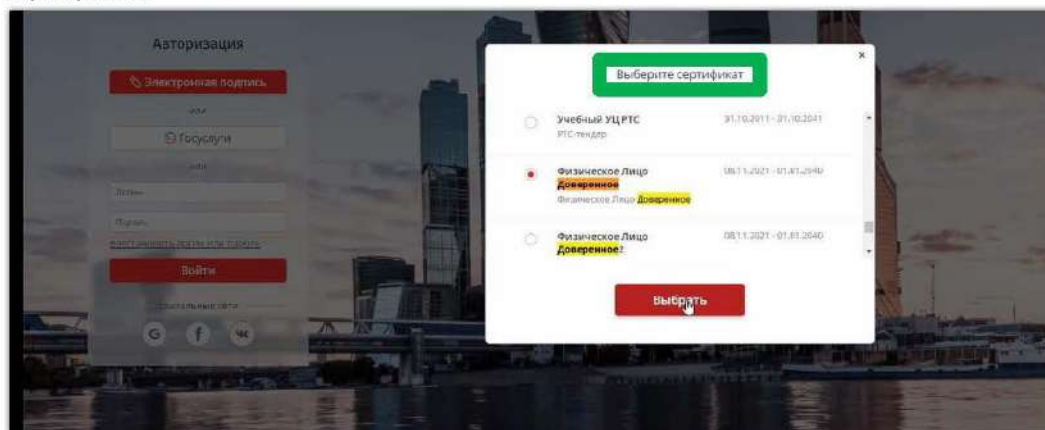 Авторизация
Электронная подпись
или
Госуслуги
или
Логин
Пароль
Восстановить логин или пароль
Войти
Социальные сети
G f
Выберите сертификат
×
Учебный УЦ РТС
31.10.2011 - 31.10.2041
РТС-тендер
Физическое Лицо
Доверенное
08.11.2021 - 01.01.2040
Физическое Лицо Доверенное
Физическое Лицо
Доверенное2
08.11.2021 - 01.01.2040
Выбрать